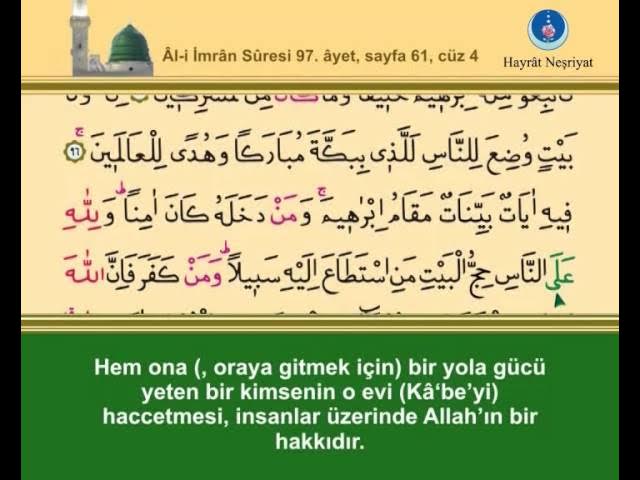 Âl-i İmrân Sûresi 97. âyet, sayfa 61, cüz 4
Hayrât Neşriyat
بَيْتٍ وُضِعَ لِلنَّاسِ لَلَّذ۪ي بِبَكَّةَ مُبَارَكًا وَهُدًى لِلْعَالَم۪ينَۚ ﴿٩٦﴾
ف۪يهِ اٰيَاتٌ بَيِّنَاتٌ مَقَامُ اِبْرٰه۪يمَۚ وَمَنْ دَخَلَهُ كَانَ اٰمِنًاۜ وَلِلّٰهِ
عَلَى النَّاسِ حِجُّ الْبَيْتِ مَنِ اسْتَطَاعَ اِلَيْهِ سَب۪يلًاۜ وَمَنْ كَفَرَ فَاِنَّ اللّٰهَ
Hem ona (, oraya gitmek için) bir yola gücü
yeten bir kimsenin o evi (Kâ‘be’yi)
haccetmesi, insanlar üzerinde Allah’ın bir
hakkıdır.